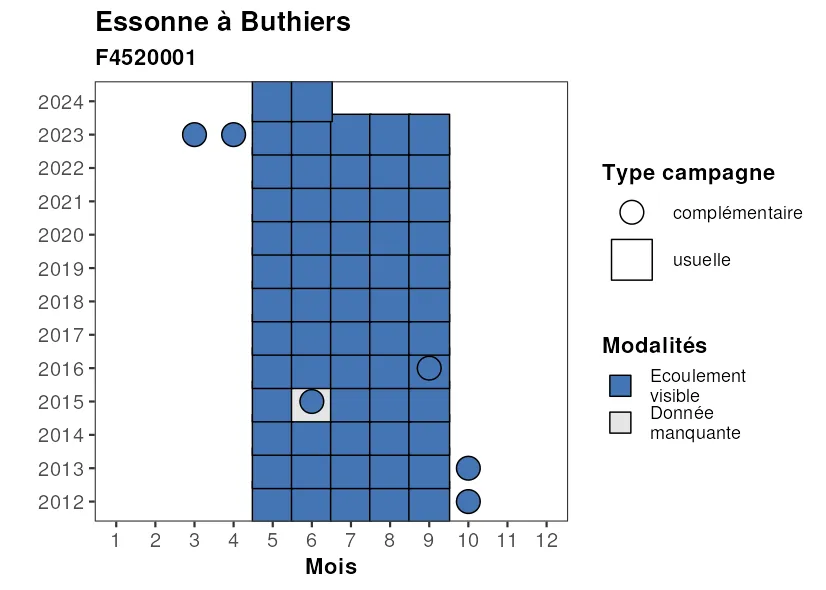 Essonne à Buthiers
F4520001
2024
2023
2022
2021
2020
2019
2018
2017
2016
2015
2014
2013
2012
1 2 3 4 5 6 7 8 9 10 11 12
Mois
Type campagne
complémentaire
usuelle
Modalités
Ecoulement
visible
Donnée
manquante